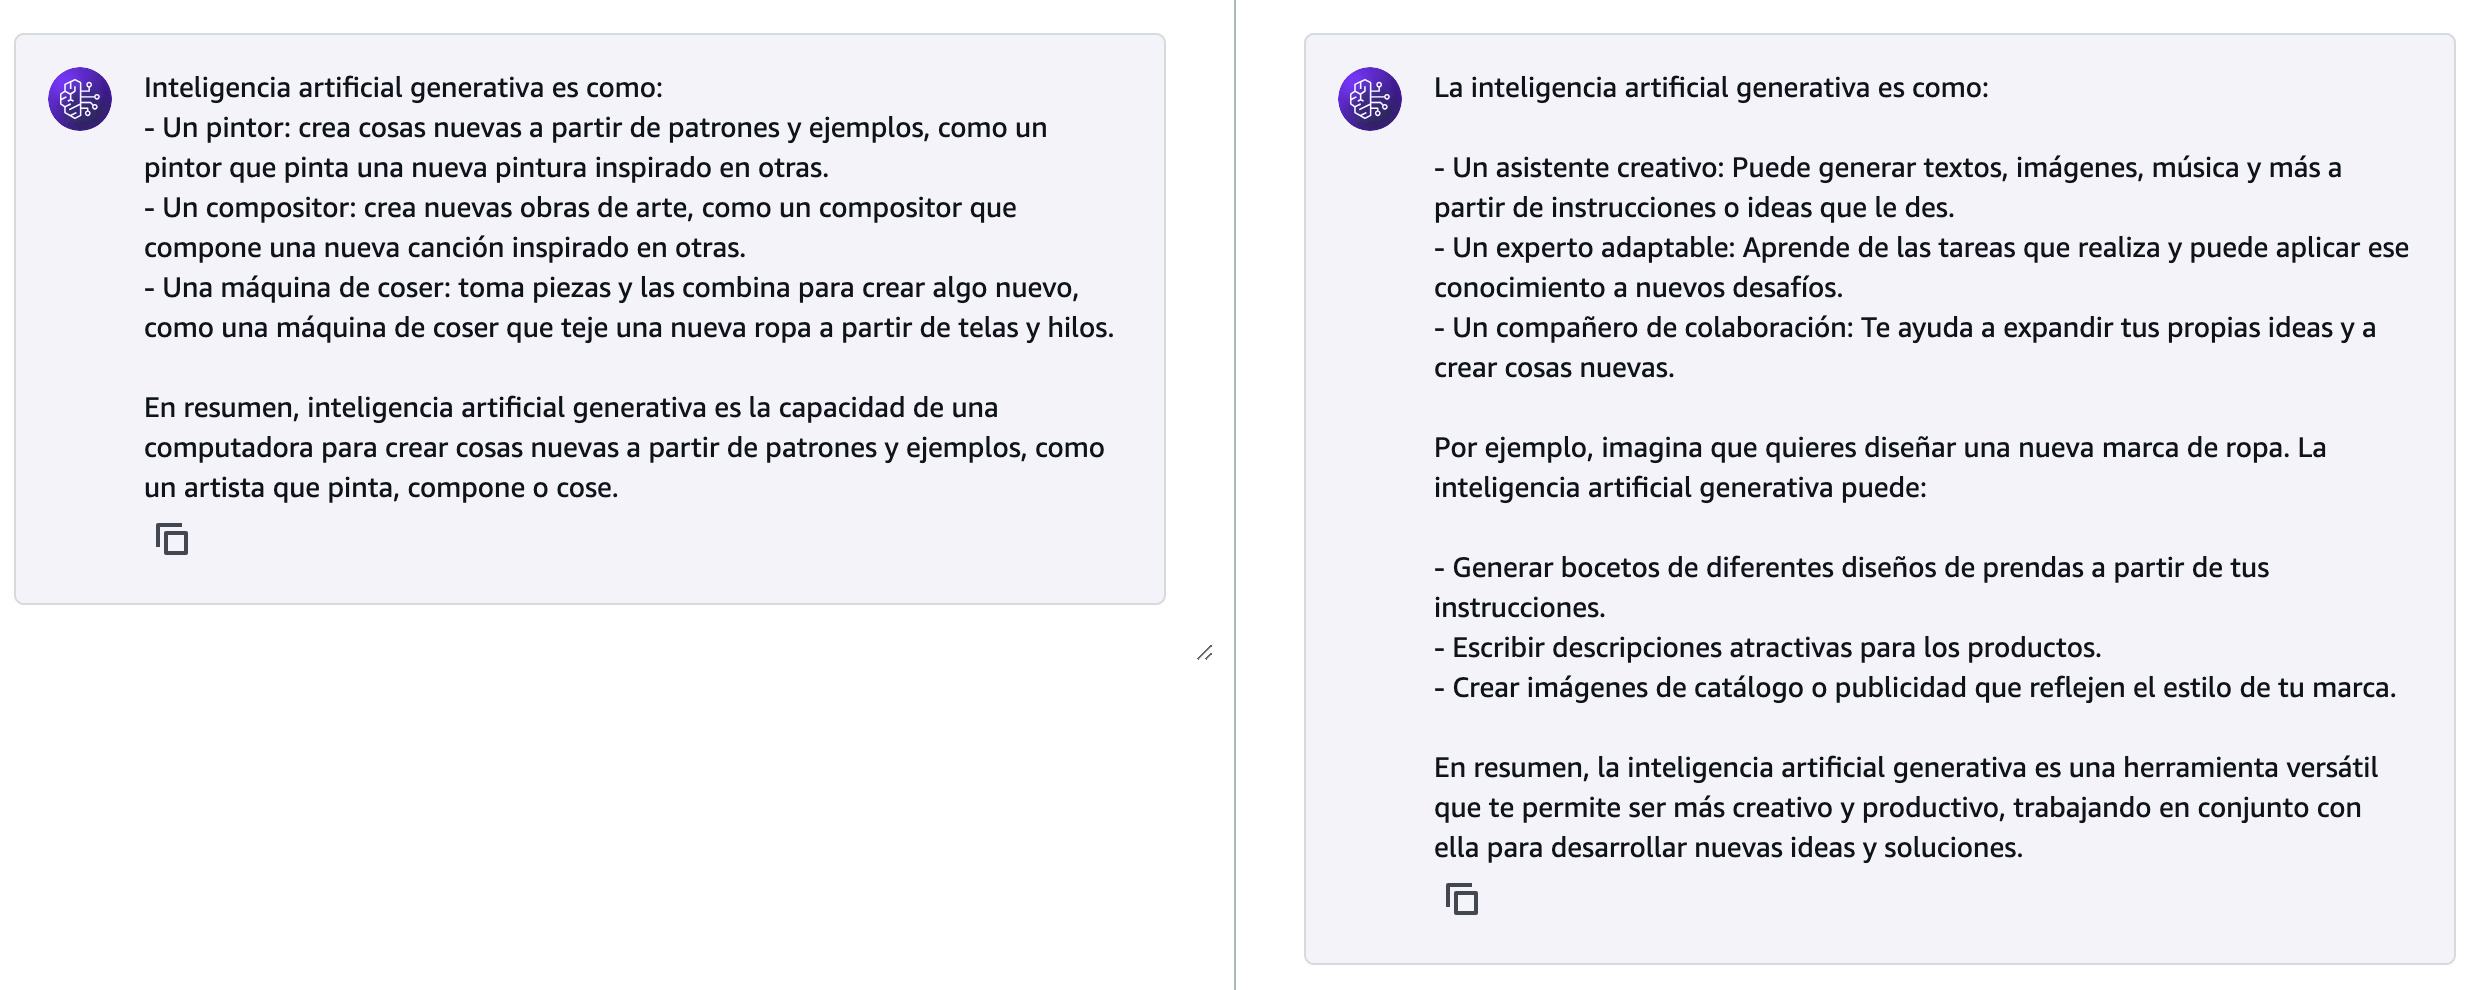 Inteligencia artificial generativa es como:
- Un pintor: crea cosas nuevas a partir de patrones y ejemplos, como un
pintor que pinta una nueva pintura inspirado en otras.
- Un compositor: crea nuevas obras de arte, como un compositor que
compone una nueva canción inspirado en otras.
- Una máquina de coser: toma piezas y las combina para crear algo nuevo,
como una máquina de coser que teje una nueva ropa a partir de telas y hilos.
En resumen, inteligencia artificial generativa es la capacidad de una
computadora para crear cosas nuevas a partir de patrones y ejemplos, como
un artista que pinta, compone o cose.
La inteligencia artificial generativa es como:
- Un asistente creativo: Puede generar textos, imágenes, música y más a
partir de instrucciones o ideas que le des.
- Un experto adaptable: Aprende de las tareas que realiza y puede aplicar ese
conocimiento a nuevos desafíos.
- Un compañero de colaboración: Te ayuda a expandir tus propias ideas y a
crear cosas nuevas.
Por ejemplo, imagina que quieres diseñar una nueva marca de ropa. La
inteligencia artificial generativa puede:
- Generar bocetos de diferentes diseños de prendas a partir de tus
instrucciones.
- Escribir descripciones atractivas para los productos.
- Crear imágenes de catálogo o publicidad que reflejen el estilo de tu marca.
En resumen, la inteligencia artificial generativa es una herramienta versátil
que te permite ser más creativo y productivo, trabajando en conjunto con
ella para desarrollar nuevas ideas y soluciones.